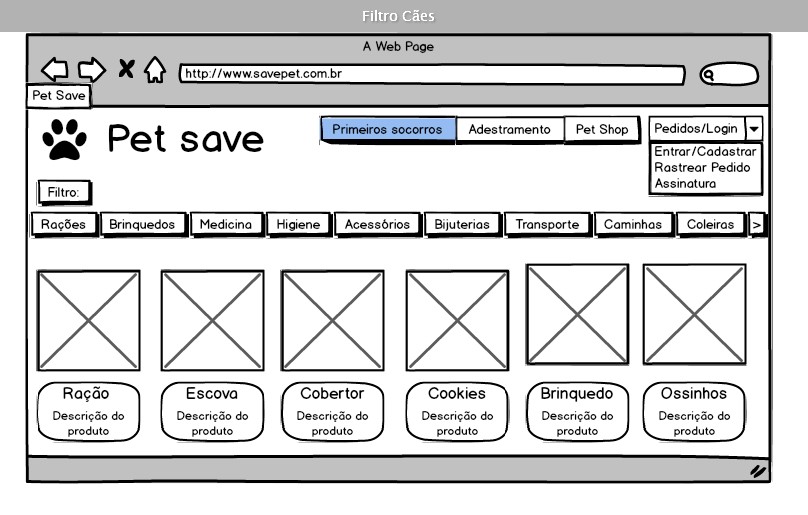 Filtro Cães
A Web Page
http://www.savepet.com.br
Pet Save
Pet save
Primeiros socorros
Adestramento
Pet Shop
Pedidos/Login
Entrar/Cadastrar
Rastrear Pedido
Assinatura
Filtro:
Rações
Brinquedos
Medicina
Higiene
Acessórios
Bijuterias
Transporte
Caminhas
Coleiras
>
Ração
Descrição do
produto
Escova
Descrição do
produto
Cobertor
Descrição do
produto
Cookies
Descrição do
produto
Brinquedo
Descrição do
produto
Ossinhos
Descrição do
produto